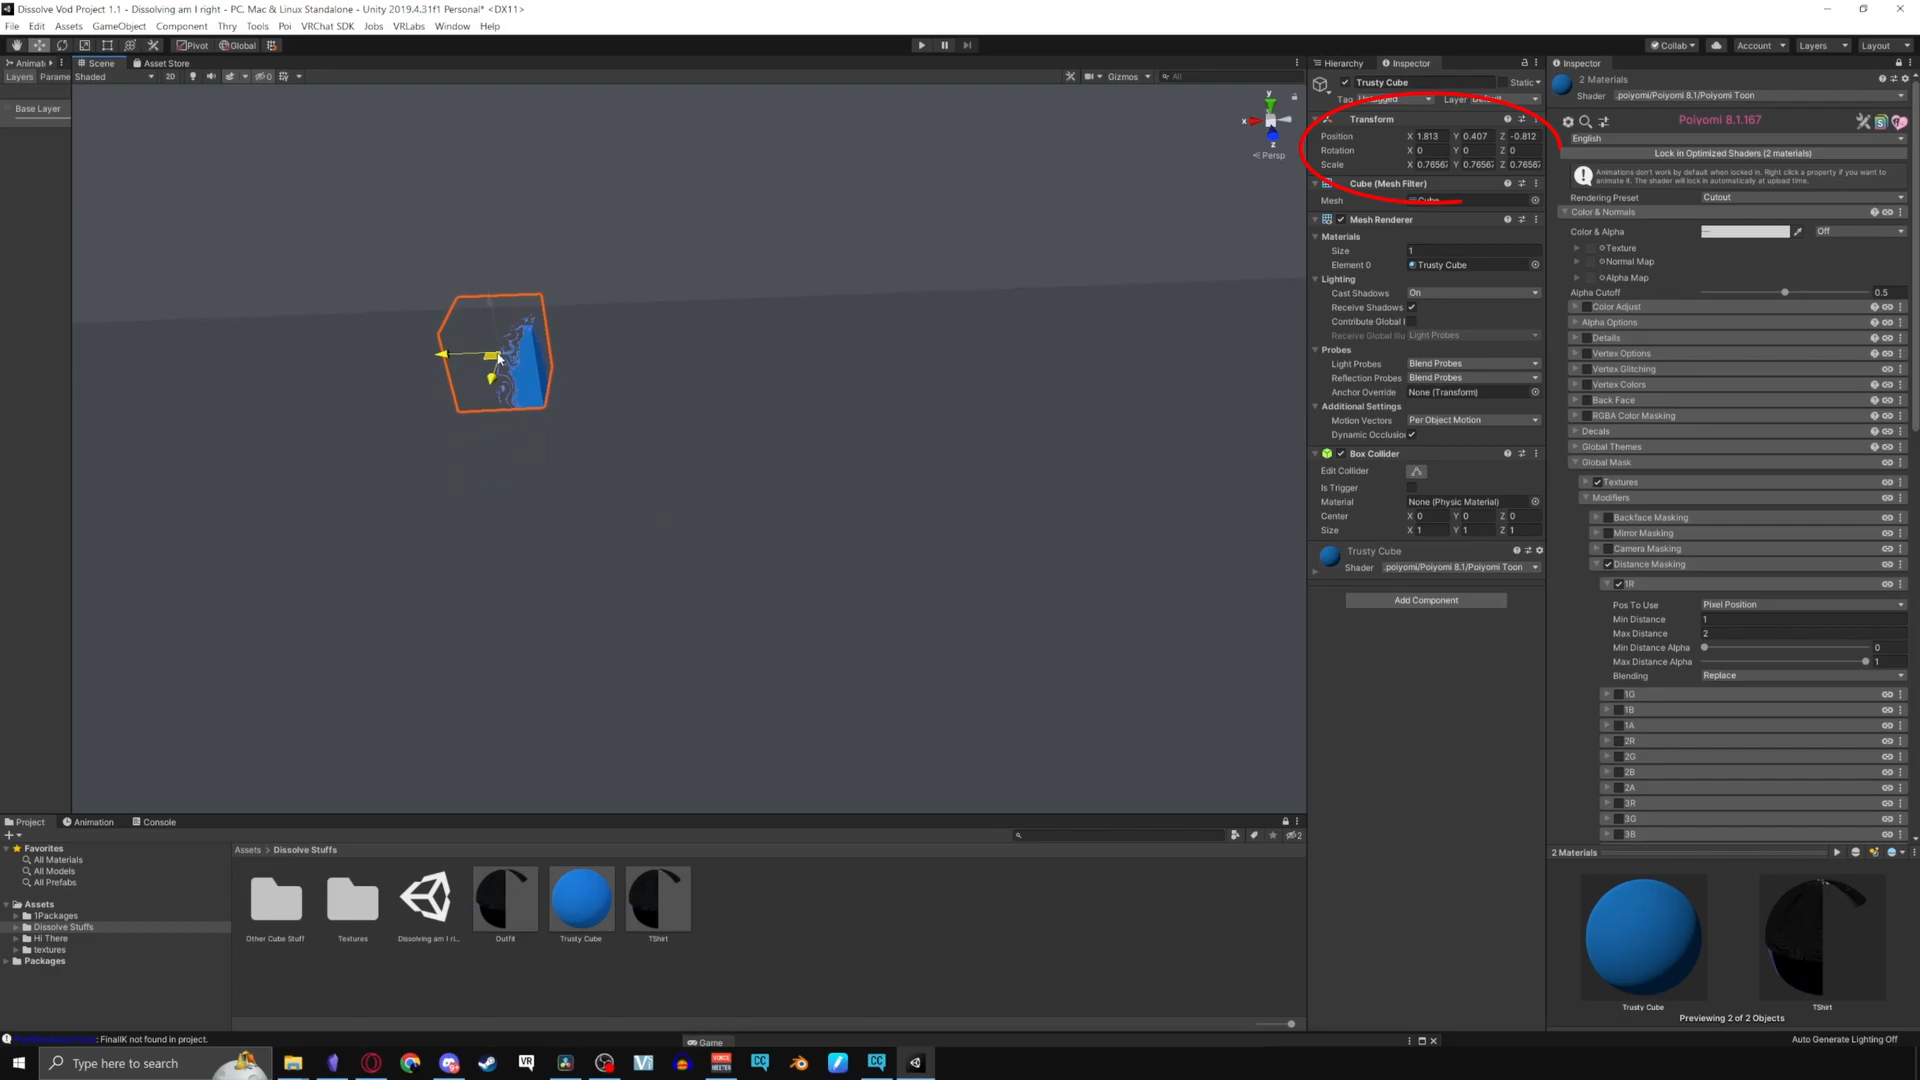 Dissolve Vod Project 1.1 - Dissolving am I right - PC, Mac & Linux Standalone - Unity 2019.4.31f1 Personal* <DX11>
File Edit Assets GameObject Component Thry Tools Poi VRChat SDK Jobs VRLabs Window Help
Pivot Global Collab Account Layers Layout
Animat Scene Asset Store
Layers Parame Shaded 2D Gizmos All
Base Layer
y
x
z
Persp
Hierarchy Inspector
Trusty Cube Static
Tag Untagged Layer Default
Transform
Position X 1.813 Y 0.407 Z -0.812
Rotation X 0 Y 0 Z 0
Scale X 0.7656 Y 0.7656 Z 0.7656
Cube (Mesh Filter)
Mesh Cube
Mesh Renderer
Materials
Size 1
Element 0 Trusty Cube
Lighting
Cast Shadows On
Receive Shadows
Contribute Global I
Receive Global Illu Light Probes
Probes
Light Probes Blend Probes
Reflection Probes Blend Probes
Anchor Override None (Transform)
Additional Settings
Motion Vectors Per Object Motion
Dynamic Occlusion
Box Collider
Edit Collider
Is Trigger
Material None (Physic Material)
Center X 0 Y 0 Z 0
Size X 1 Y 1 Z 1
Trusty Cube
Shader .poiyomi/Poiyomi 8.1/Poiyomi Toon
Add Component
Inspector
2 Materials
Shader .poiyomi/Poiyomi 8.1/Poiyomi Toon
Poiyomi 8.1.167
English
Lock in Optimized Shaders (2 materials)
Animations don't work by default when locked in. Right click a property if you want to
animate it. The shader will lock in automatically at upload time.
Rendering Preset Cutout
Color & Normals
Color & Alpha Off
Texture
Normal Map
Alpha Map
Alpha Cutoff 0.5
Color Adjust
Alpha Options
Details
Vertex Options
Vertex Glitching
Vertex Colors
Back Face
RGBA Color Masking
Decals
Global Themes
Global Mask
Textures
Modifiers
Backface Masking
Mirror Masking
Camera Masking
Distance Masking
1R
Pos To Use Pixel Position
Min Distance 1
Max Distance 2
Min Distance Alpha 0
Max Distance Alpha 1
Blending Replace
1G
1B
1A
2R
2G
2B
2A
3R
3G
3B
2 Materials
Trusty Cube TShirt
Previewing 2 of 2 Objects
Auto Generate Lighting Off
Project Animation Console
2
Favorites
All Materials
All Models
All Prefabs
Assets
1Packages
Dissolve Stuffs
Hi There
textures
Packages
Assets Dissolve Stuffs
Other Cube Stuff Textures Dissolving am I ri... Outfit Trusty Cube TShirt
: FinalIK not found in project.
Game
Type here to search
VR
VOICE MEETER
CC
CC